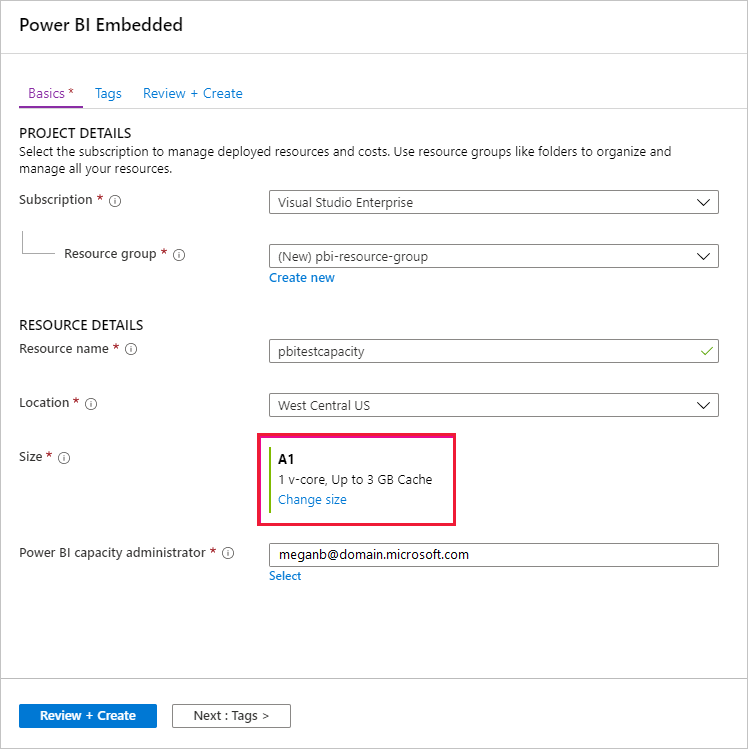 Power BI Embedded
Basics * Tags Review + Create
PROJECT DETAILS
Select the subscription to manage deployed resources and costs. Use resource groups like folders to organize and
manage all your resources.
Subscription * Visual Studio Enterprise
Resource group * (New) pbi-resource-group
Create new
RESOURCE DETAILS
Resource name * pbitestcapacity
Location * West Central US
Size * A1
1 v-core, Up to 3 GB Cache
Change size
Power BI capacity administrator * meganb@domain.microsoft.com
Select
Review + Create Next : Tags >